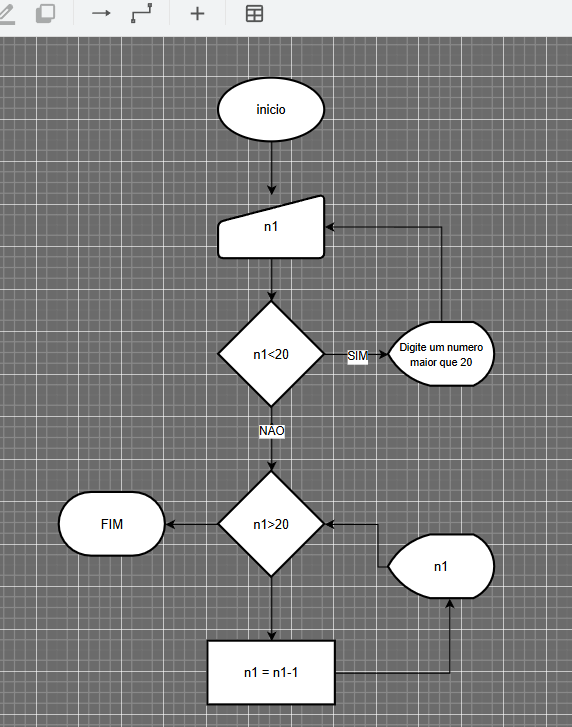 inicio
n1
n1<20
SIM
Digite um numero
maior que 20
NAO
n1>20
FIM
n1
n1 = n1-1